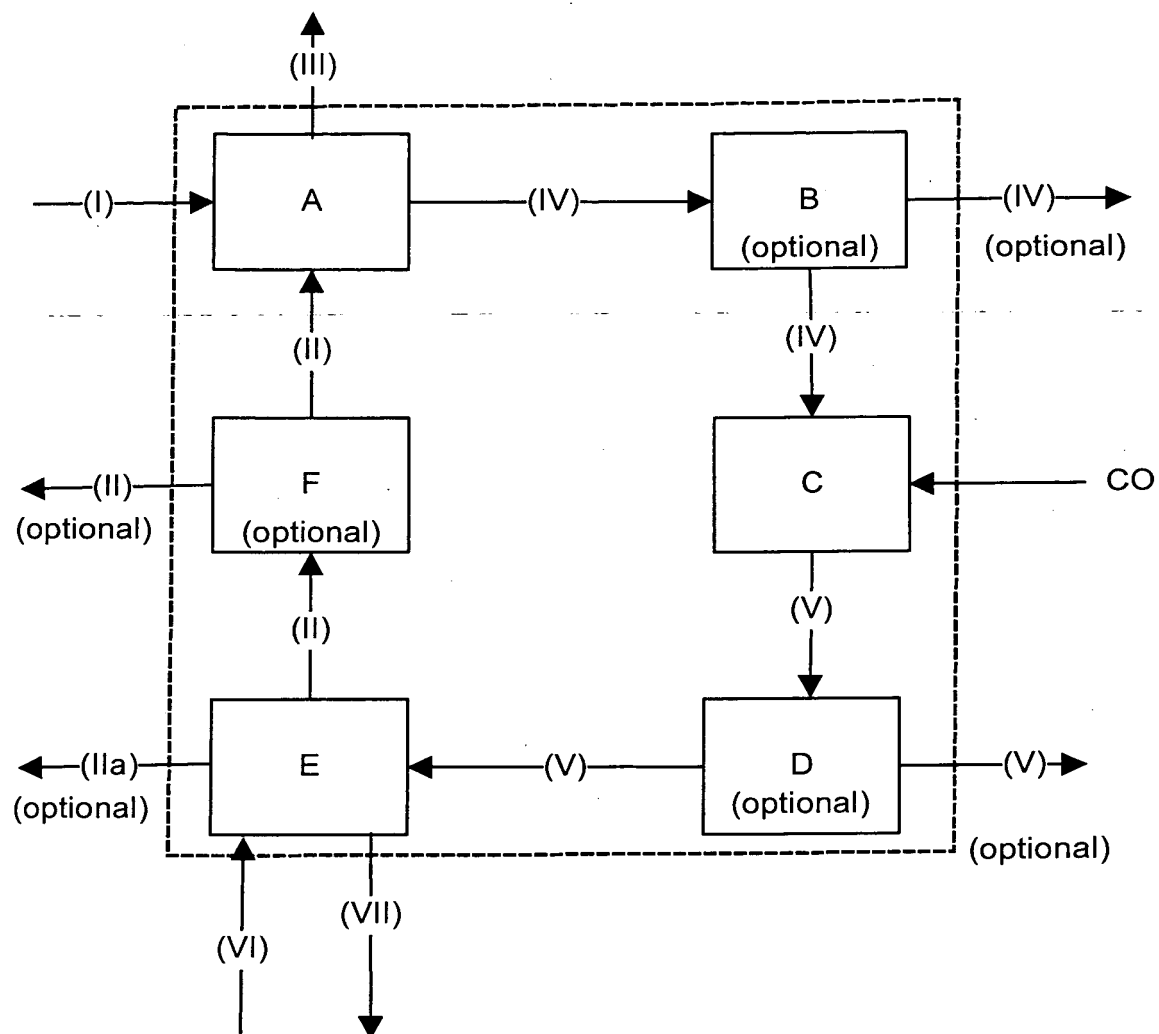 (III)
(I)
A
(IV)
B
(optional)
(IV)
(optional)
(II)
(IV)
(II)
(optional)
F
(optional)
C
CO
(II)
(V)
(IIa)
(optional)
E
(V)
D
(optional)
(V)
(optional)
(VI)
(VII)